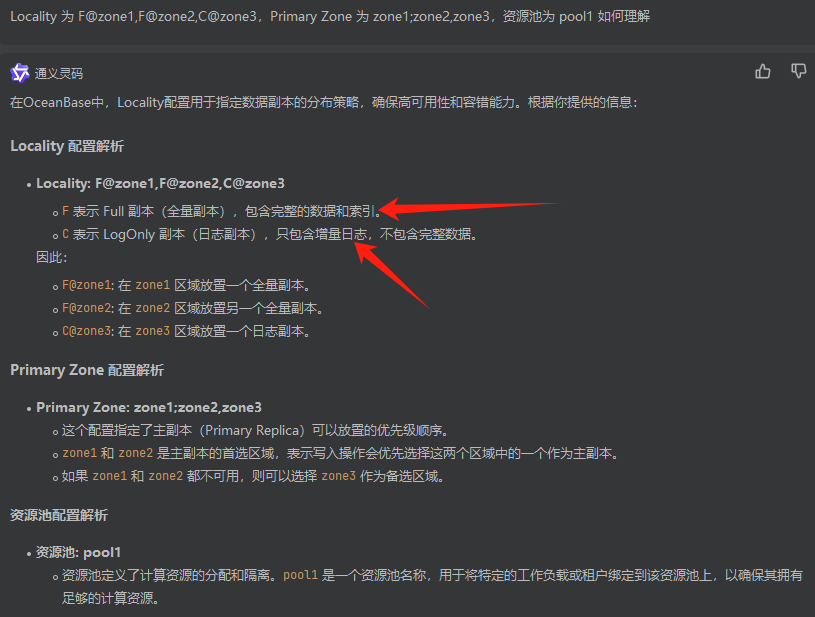 Locality 为 F@zone1,F@zone2,C@zone3，Primary Zone 为 zone1;zone2,zone3，资源池为 pool1 如何理解
通义灵码
在OceanBase中，Locality配置用于指定数据副本的分布策略，确保高可用性和容错能力。根据你提供的信息：
Locality 配置解析
• Locality: F@zone1,F@zone2,C@zone3
○ F 表示 Full 副本（全量副本），包含完整的数据和索引。
○ C 表示 LogOnly 副本（日志副本），只包含增量日志，不包含完整数据。
因此：
○ F@zone1: 在 zone1 区域放置一个全量副本。
○ F@zone2: 在 zone2 区域放置另一个全量副本。
○ C@zone3: 在 zone3 区域放置一个日志副本。
Primary Zone 配置解析
• Primary Zone: zone1;zone2,zone3
○ 这个配置指定了主副本（Primary Replica）可以放置的优先级顺序。
○ zone1 和 zone2 是主副本的首选区域，表示写入操作会优先选择这两个区域中的一个作为主副本。
○ 如果 zone1 和 zone2 都不可用，则可以选择 zone3 作为备选区域。
资源池配置解析
• 资源池: pool1
○ 资源池定义了计算资源的分配和隔离。pool1 是一个资源池名称，用于将特定的工作负载或租户绑定到该资源池上，以确保其拥有
足够的计算资源。